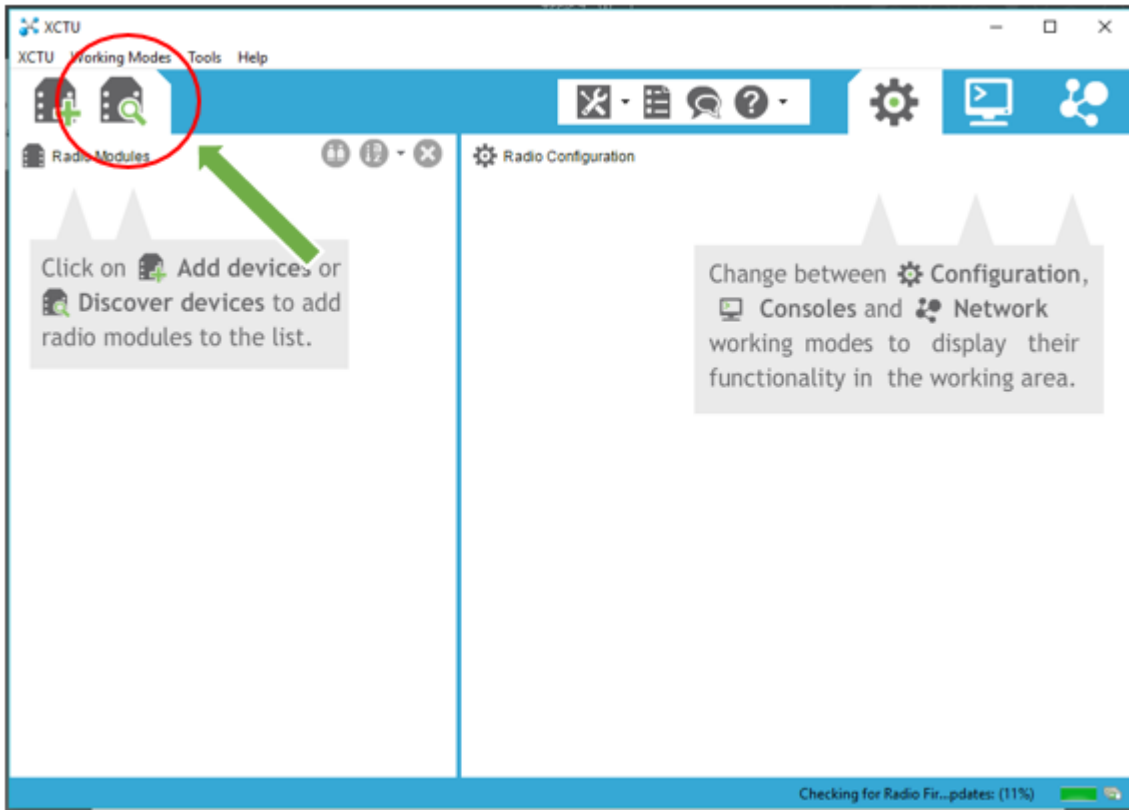 XCTU
XCTU Working Modes Tools Help
Radio Modules
Radio Configuration
Click on Add devices or
Discover devices to add
radio modules to the list.
Change between Configuration,
Consoles and Network
working modes to display their
functionality in the working area.
Checking for Radio Fir...pdates: (11%)